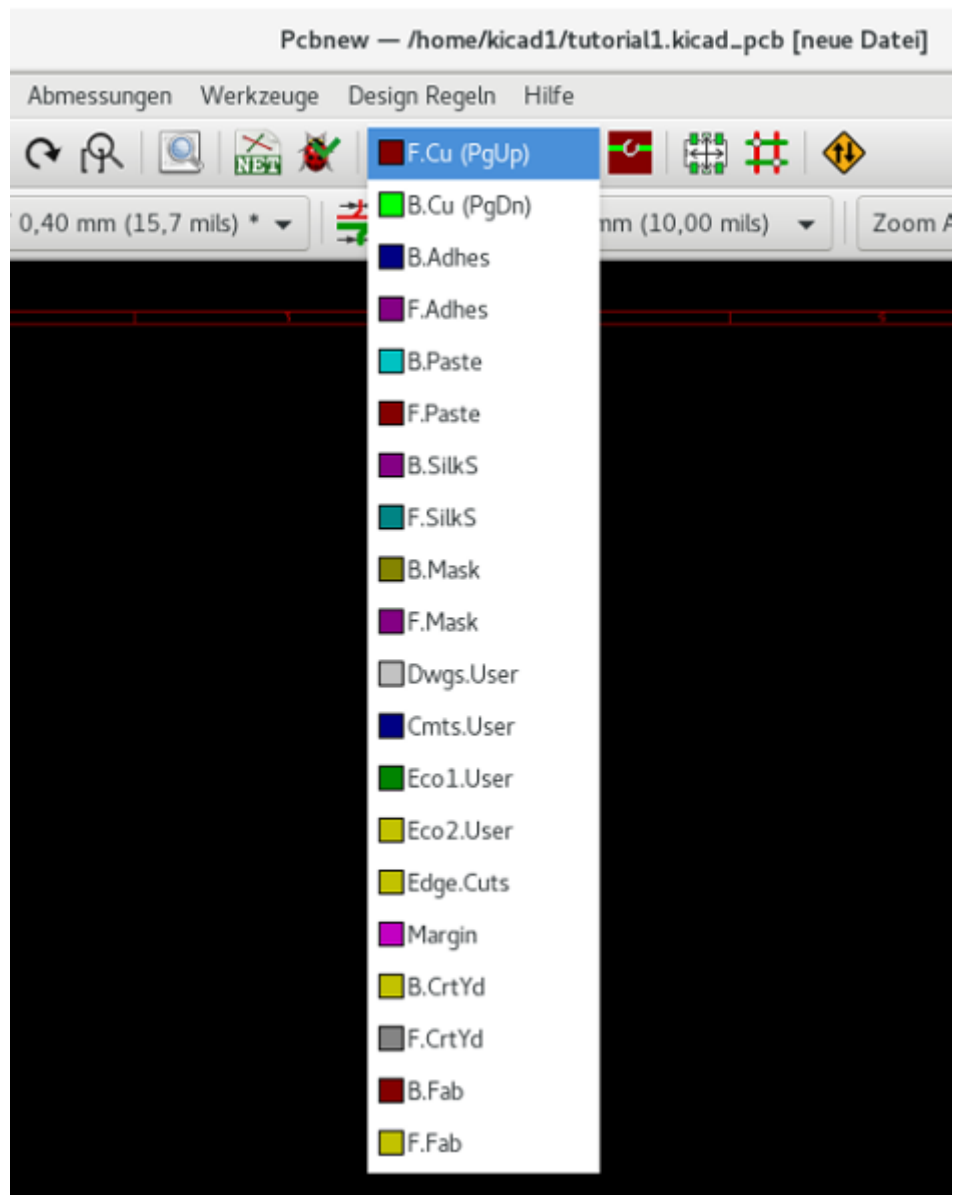 Pcbnew — /home/kicad1/tutorial1.kicad_pcb [neue Datei]
Abmessungen Werkzeuge Design Regeln Hilfe
NET
F.Cu (PgUp)
0,40 mm (15,7 mils) *
B.Cu (PgDn)
mm (10,00 mils)
Zoom A
B.Adhes
F.Adhes
B.Paste
F.Paste
B.SilkS
F.SilkS
B.Mask
F.Mask
Dwgs.User
Cmts.User
Eco1.User
Eco2.User
Edge.Cuts
Margin
B.CrtYd
F.CrtYd
B.Fab
F.Fab